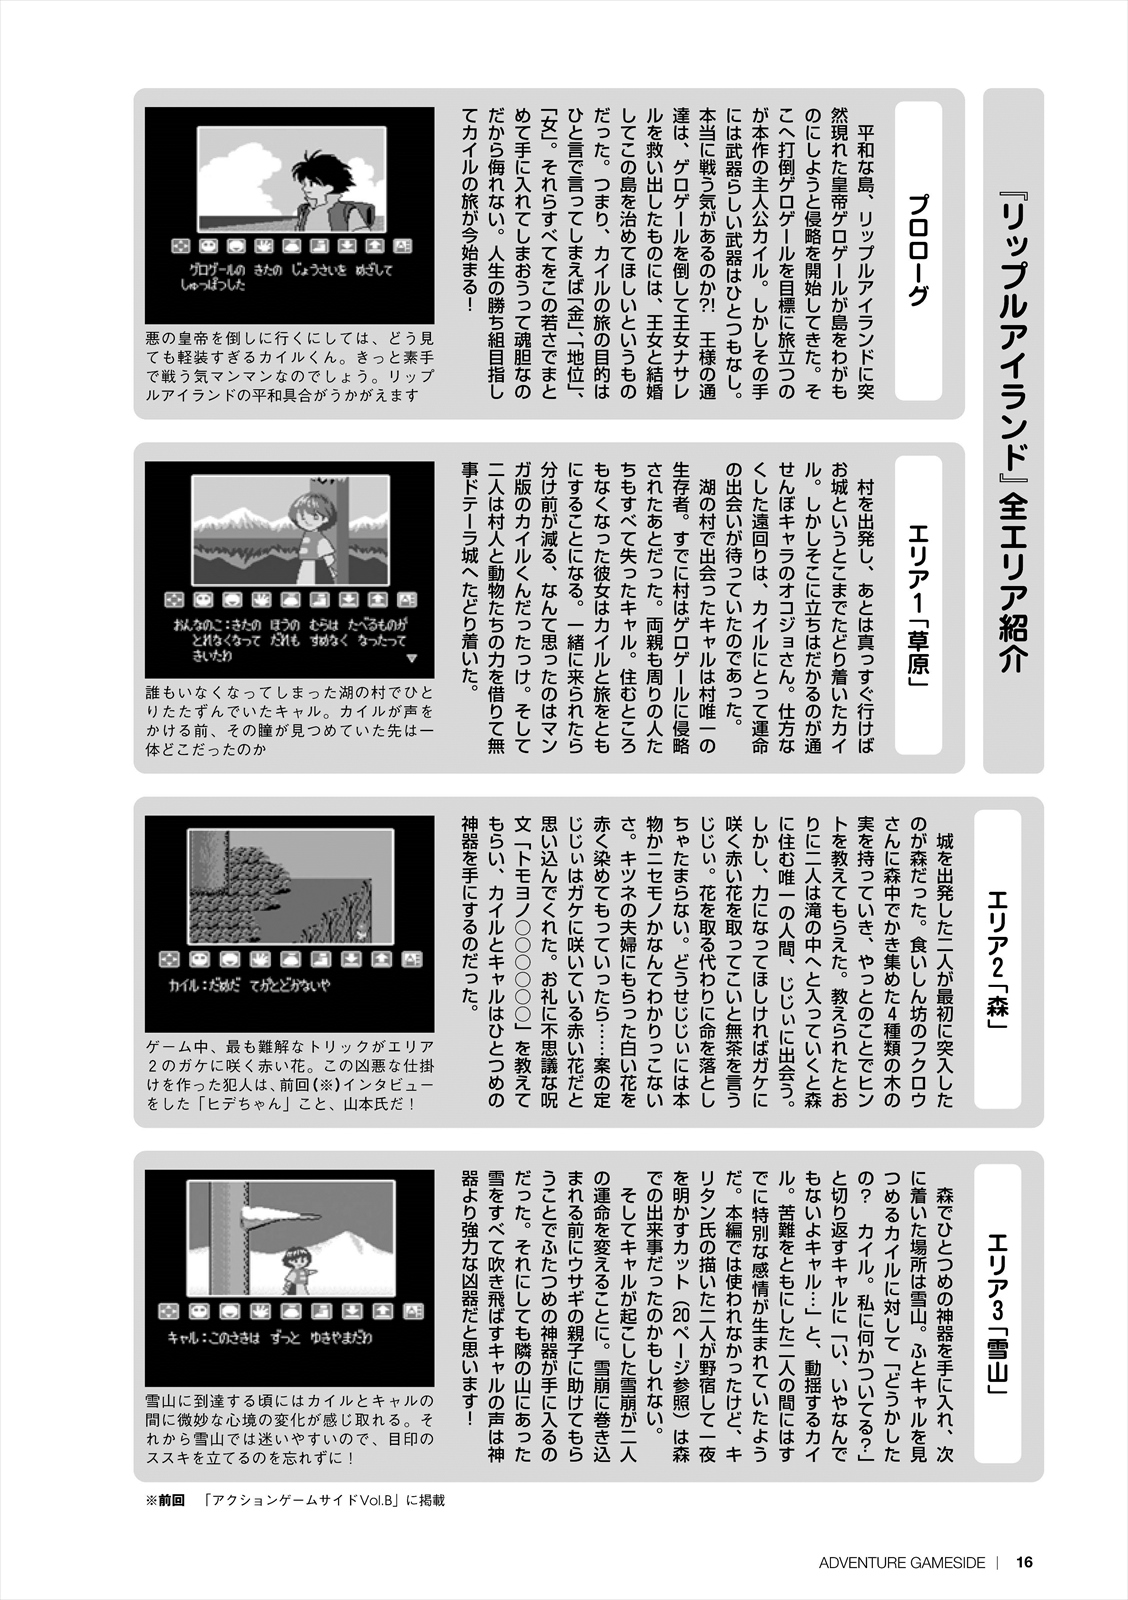 『リップルアイランド』全エリア紹介
プロローグ
　平和な島、リップルアイランドに突
然現れた皇帝ゲロゲールが島をわがも
のにしようと侵略を開始してきた。そ
こへ打倒ゲロゲールを目標に旅立つの
が本作の主人公カイル。しかしその手
には武器らしい武器はひとつもなし。
本当に戦う気があるのか?!　王様の通
達は、ゲロゲールを倒して王女ナサレ
ルを救い出したものには、王女と結婚
してこの島を治めてほしいというもの
だった。つまり、カイルの旅の目的は
ひと言で言ってしまえば「金」、「地位」、
「女」。それらすべてをこの若さでまと
めて手に入れてしまおうって魂胆なの
だから侮れない。人生の勝ち組目指し
てカイルの旅が今始まる！
ゲロゲールの きたの じょうさいを めざして
しゅっぱつした
悪の皇帝を倒しに行くにしては、どう見
ても軽装すぎるカイルくん。きっと素手
で戦う気マンマンなのでしょう。リップ
ルアイランドの平和具合がうかがえます
エリア1「草原」
　村を出発し、あとは真っすぐ行けば
お城というとこまでたどり着いたカイ
ル。しかしそこに立ちはだかるのが通
せんぼキャラのオコジョさん。仕方な
くした遠回りは、カイルにとって運命
の出会いが待っていたのであった。
　湖の村で出会ったキャルは村唯一の
生存者。すでに村はゲロゲールに侵略
されたあとだった。両親も周りの人た
ちもすべて失ったキャル。住むところ
もなくなった彼女はカイルと旅をとも
にすることになる。一緒に来られたら
分け前が減る、なんて思ったのはマン
ガ版のカイルくんだったっけ。そして
二人は村人と動物たちの力を借りて無
事ドテーラ城へたどり着いた。
おんなのこ：きたの ほうの むらは たべるものが
とれなくなって だれも すめなく なったって
きいたわ
誰もいなくなってしまった湖の村でひと
りたたずんでいたキャル。カイルが声を
かける前、その瞳が見つめていた先は一
体どこだったのか
エリア2「森」
　城を出発した二人が最初に突入した
のが森だった。食いしん坊のフクロウ
さんに森中でかき集めた4種類の木の
実を持っていき、やっとのことでヒン
トを教えてもらえた。教えられたとお
りに二人は滝の中へと入っていくと森
に住む唯一の人間、じじぃに出会う。
しかし、力になってほしければガケに
咲く赤い花を取ってこいと無茶を言う
じじぃ。花を取る代わりに命を落とし
ちゃたまらない。どうせじじぃには本
物かニセモノかなんてわかりっこない
さ。キツネの夫婦にもらった白い花を
赤く染めてもっていったら……案の定
じじぃはガケに咲いている赤い花だと
思い込んでくれた。お礼に不思議な呪
文「トモヨノ○○○○○○」を教えて
もらい、カイルとキャルはひとつめの
神器を手にするのだった。
カイル：だめだ てがとどかないや
ゲーム中、最も難解なトリックがエリア
2のガケに咲く赤い花。この凶悪な仕掛
けを作った犯人は、前回(※)インタビュー
をした「ヒデちゃん」こと、山本氏だ！
エリア3「雪山」
　森でひとつめの神器を手に入れ、次
に着いた場所は雪山。ふとキャルを見
つめるカイルに対して「どうかした
の？　カイル。私に何かついてる？」
と切り返すキャルに「い、いやなんで
もないよキャル…」と、動揺するカイ
ル。苦難をともにした二人の間にはす
でに特別な感情が生まれていたよう
だ。本編では使われなかったけど、キ
リタン氏の描いた二人が野宿して一夜
を明かすカット（20ページ参照）は森
での出来事だったのかもしれない。
　そしてキャルが起こした雪崩が二人
の運命を変えることに。雪崩に巻き込
まれる前にウサギの親子に助けてもら
うことでふたつめの神器が手に入るの
だった。それにしても隣の山にあった
雪をすべて吹き飛ばすキャルの声は神
器より強力な凶器だと思います！
キャル：このさきは ずっと ゆきやまだわ
雪山に到達する頃にはカイルとキャルの
間に微妙な心境の変化が感じ取れる。そ
れから雪山では迷いやすいので、目印の
ススキを立てるのを忘れずに！
※前回　「アクションゲームサイドVol.B」に掲載
ADVENTURE GAMESIDE | 16